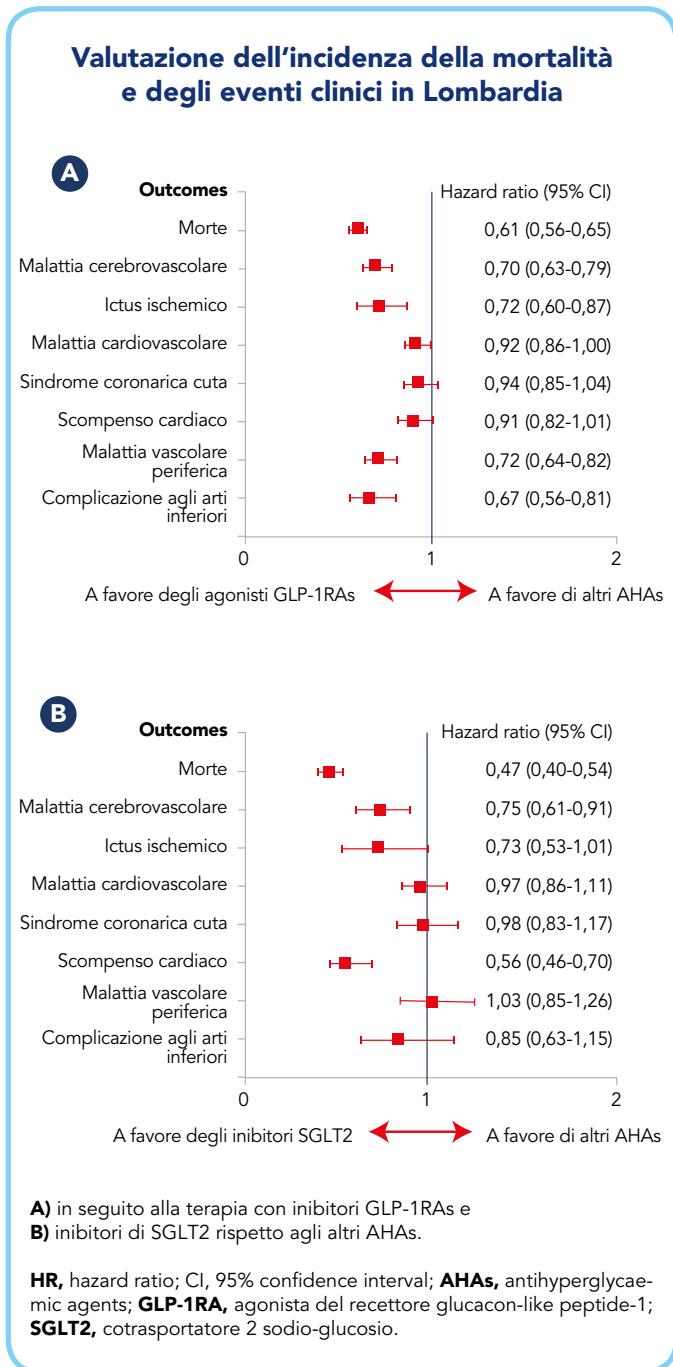 Valutazione dell'incidenza della mortalità
e degli eventi clinici in Lombardia
A
Outcomes Hazard ratio (95% CI)
Morte 0,61 (0,56-0,65)
Malattia cerebrovascolare 0,70 (0,63-0,79)
Ictus ischemico 0,72 (0,60-0,87)
Malattia cardiovascolare 0,92 (0,86-1,00)
Sindrome coronarica cuta 0,94 (0,85-1,04)
Scompenso cardiaco 0,91 (0,82-1,01)
Malattia vascolare
periferica 0,72 (0,64-0,82)
Complicazione agli arti
inferiori 0,67 (0,56-0,81)
0 1 2
A favore degli agonisti GLP-1RAs A favore di altri AHAs
B
Outcomes Hazard ratio (95% CI)
Morte 0,47 (0,40-0,54)
Malattia cerebrovascolare 0,75 (0,61-0,91)
Ictus ischemico 0,73 (0,53-1,01)
Malattia cardiovascolare 0,97 (0,86-1,11)
Sindrome coronarica cuta 0,98 (0,83-1,17)
Scompenso cardiaco 0,56 (0,46-0,70)
Malattia vascolare
periferica 1,03 (0,85-1,26)
Complicazione agli arti
inferiori 0,85 (0,63-1,15)
0 1 2
A favore degli inibitori SGLT2 A favore di altri AHAs
A) in seguito alla terapia con inibitori GLP-1RAs e
B) inibitori di SGLT2 rispetto agli altri AHAs.
HR, hazard ratio; CI, 95% confidence interval; AHAs, antihyperglycae-
mic agents; GLP-1RA, agonista del recettore glucacon-like peptide-1;
SGLT2, cotrasportatore 2 sodio-glucosio.